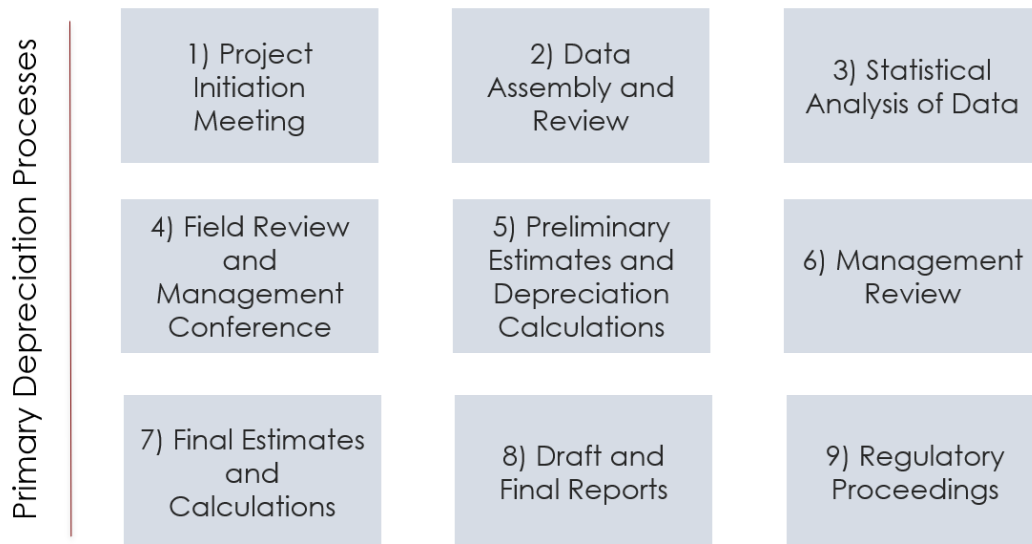 Primary Depreciation Processes
1) Project
Initiation
Meeting
2) Data
Assembly and
Review
3) Statistical
Analysis of Data
4) Field Review
and
Management
Conference
5) Preliminary
Estimates and
Depreciation
Calculations
6) Management
Review
7) Final Estimates
and
Calculations
8) Draft and
Final Reports
9) Regulatory
Proceedings